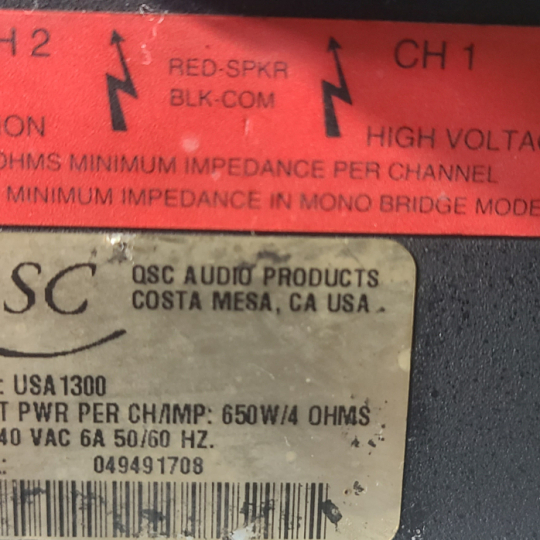 H 2
CH 1
RED-SPKR
BLK-COM
ON
HIGH VOLTAG
OHMS MINIMUM IMPEDANCE PER CHANNEL
MINIMUM IMPEDANCE IN MONO BRIDGE MODE
SC
QSC AUDIO PRODUCTS
COSTA MESA, CA USA
: USA1300
T PWR PER CH/IMP: 650W/4 OHMS
40 VAC 6A 50/60 HZ.
: 049491708